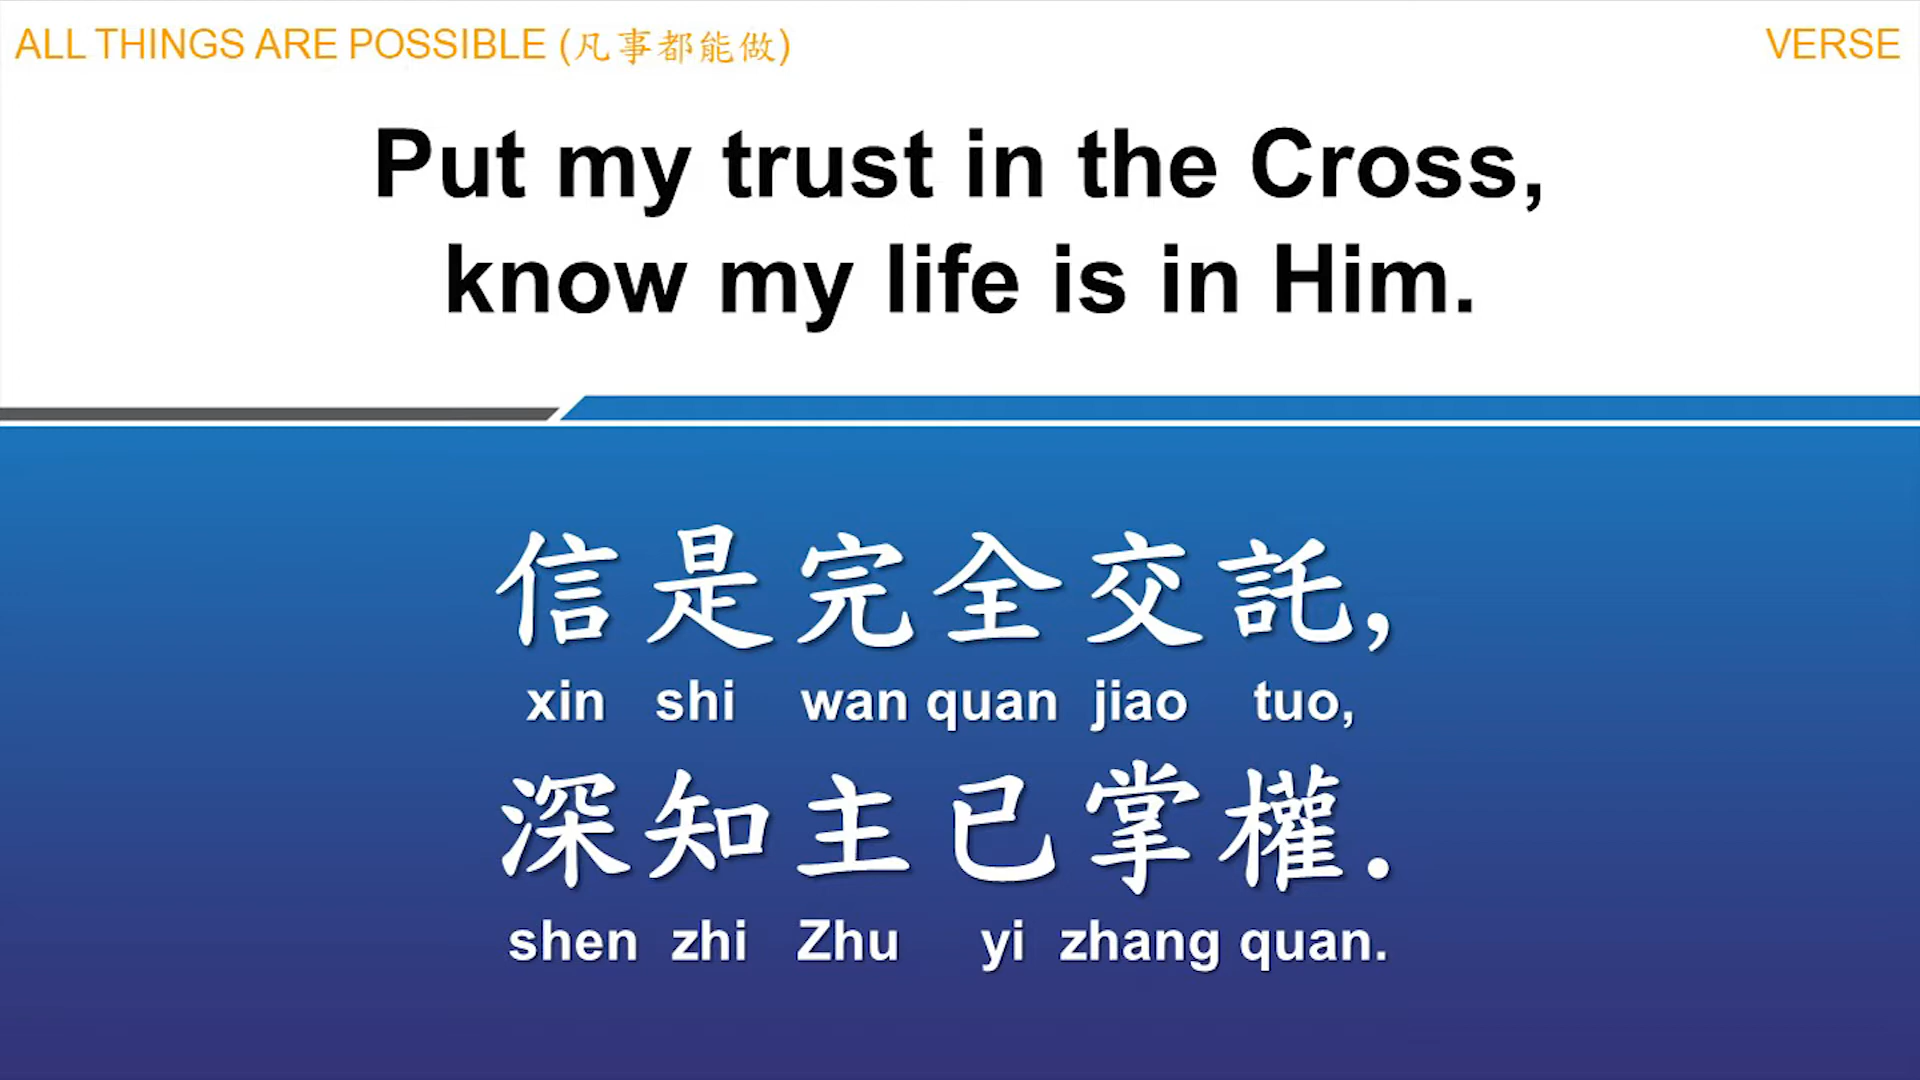 ALL THINGS ARE POSSIBLE (凡事都能做)
VERSE
Put my trust in the Cross,
know my life is in Him.
信是完全交託,
xin shi wan quan jiao tuo,
深知主已掌權.
shen zhi Zhu yi zhang quan.